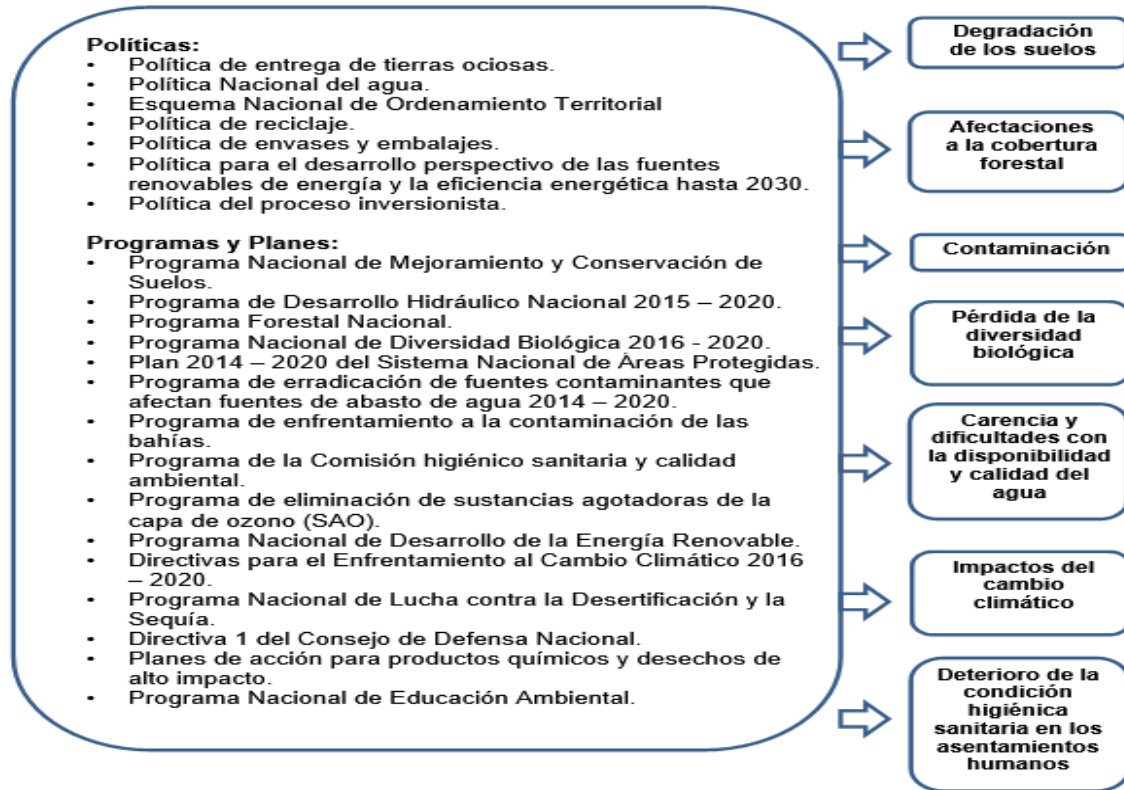 Políticas:
• Política de entrega de tierras ociosas.
• Política Nacional del agua.
• Esquema Nacional de Ordenamiento Territorial
• Política de reciclaje.
• Política de envases y embalajes.
• Política para el desarrollo perspectivo de las fuentes
renovables de energía y la eficiencia energética hasta 2030.
• Política del proceso inversionista.
Programas y Planes:
• Programa Nacional de Mejoramiento y Conservación de
Suelos.
• Programa de Desarrollo Hidráulico Nacional 2015 – 2020.
• Programa Forestal Nacional.
• Programa Nacional de Diversidad Biológica 2016 - 2020.
• Plan 2014 – 2020 del Sistema Nacional de Áreas Protegidas.
• Programa de erradicación de fuentes contaminantes que
afectan fuentes de abasto de agua 2014 – 2020.
• Programa de enfrentamiento a la contaminación de las
bahías.
• Programa de la Comisión higiénico sanitaria y calidad
ambiental.
• Programa de eliminación de sustancias agotadoras de la
capa de ozono (SAO).
• Programa Nacional de Desarrollo de la Energía Renovable.
• Directivas para el Enfrentamiento al Cambio Climático 2016
– 2020.
• Programa Nacional de Lucha contra la Desertificación y la
Sequía.
• Directiva 1 del Consejo de Defensa Nacional.
• Planes de acción para productos químicos y desechos de
alto impacto.
• Programa Nacional de Educación Ambiental.
Degradación
de los suelos
Afectaciones
a la cobertura
forestal
Contaminación
Pérdida de la
diversidad
biológica
Carencia y
dificultades con
la disponibilidad
y calidad del
agua
Impactos del
cambio
climático
Deterioro de la
condición
higiénica
sanitaria en los
asentamientos
humanos